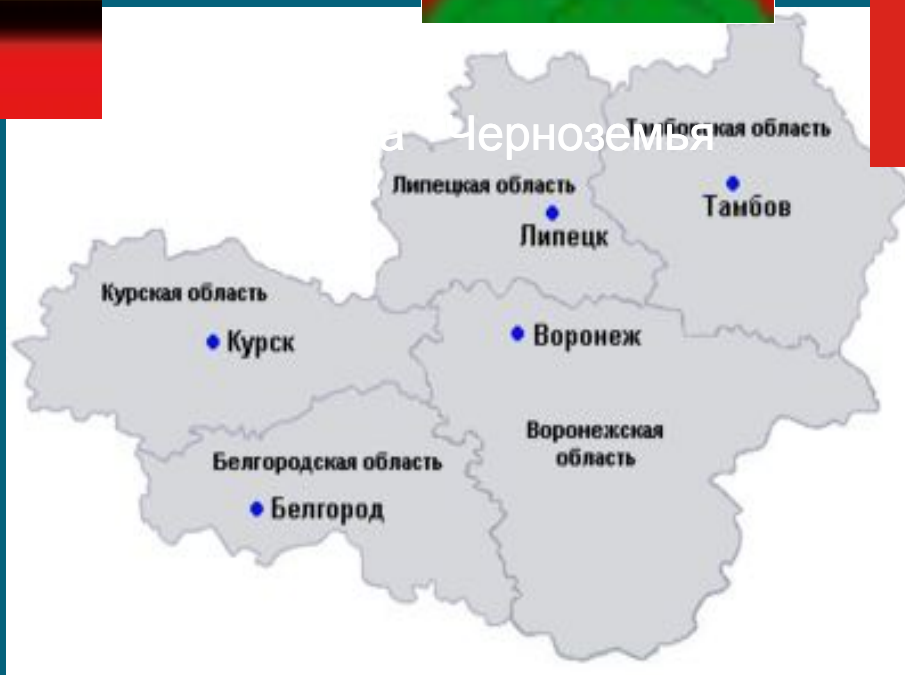 Черноземья
Тамбовская область
Липецкая область
Тамбов
Липецк
Курская область
Курск
Воронеж
Воронежская
область
Белгородская область
Белгород